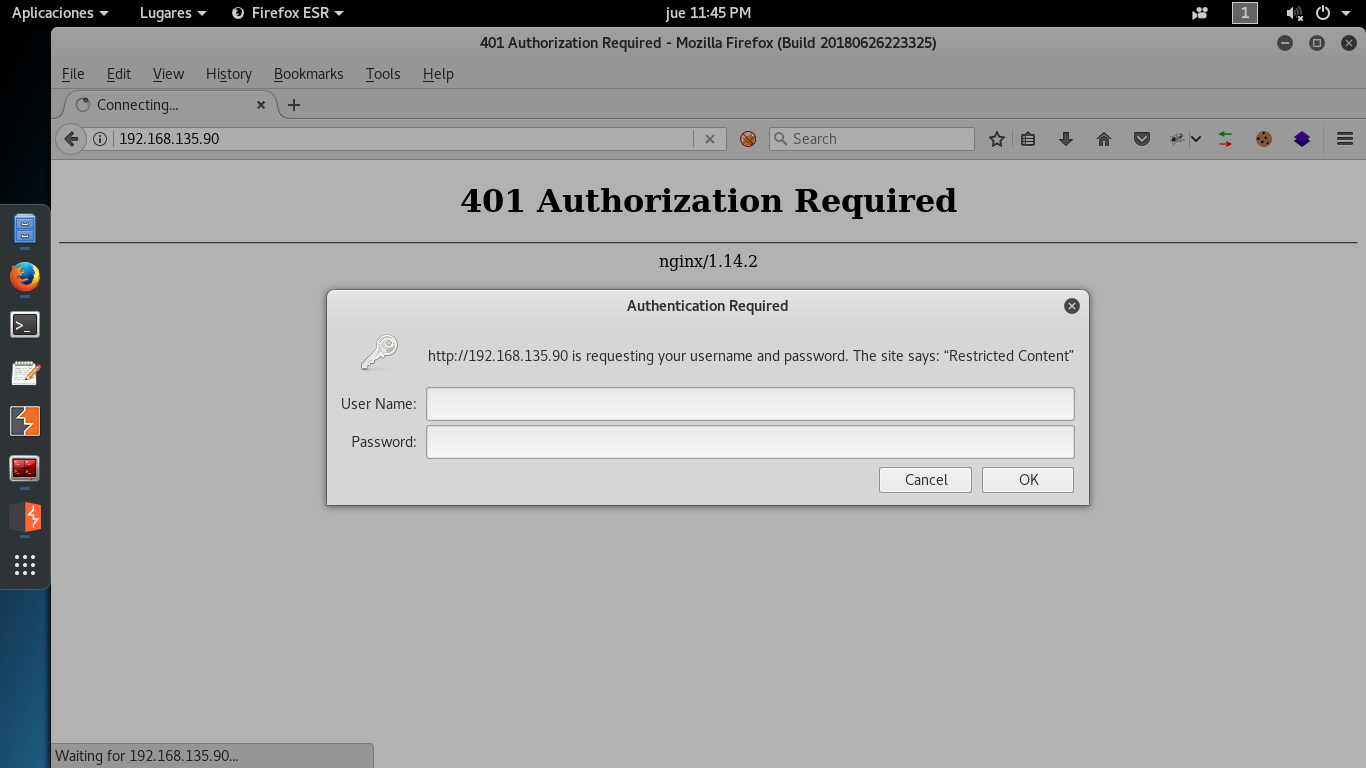 Aplicaciones Lugares Firefox ESR jue 11:45 PM 1
401 Authorization Required - Mozilla Firefox (Build 20180626223325)
File Edit View History Bookmarks Tools Help
Connecting...
192.168.135.90 Search
401 Authorization Required
nginx/1.14.2
Authentication Required
http://192.168.135.90 is requesting your username and password. The site says: “Restricted Content”
User Name:
Password:
Cancel OK
Waiting for 192.168.135.90...